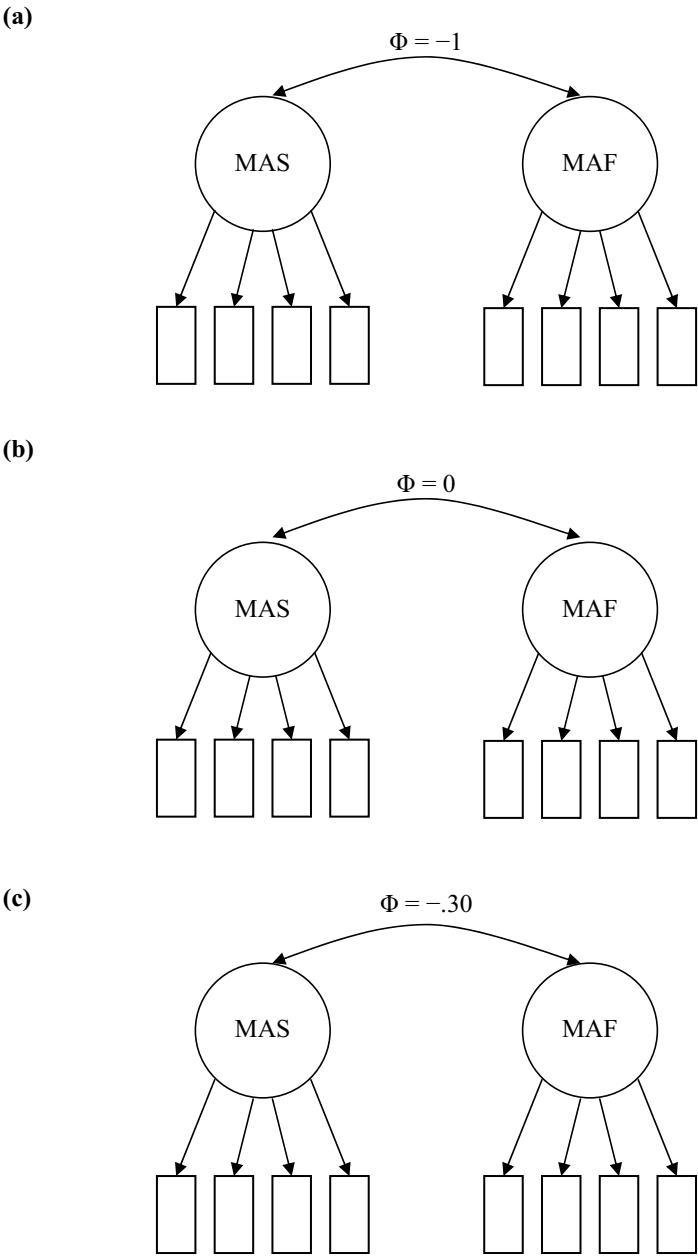 (a)
Φ = −1
MAS
MAF
(b)
Φ = 0
MAS
MAF
(c)
Φ = −.30
MAS
MAF